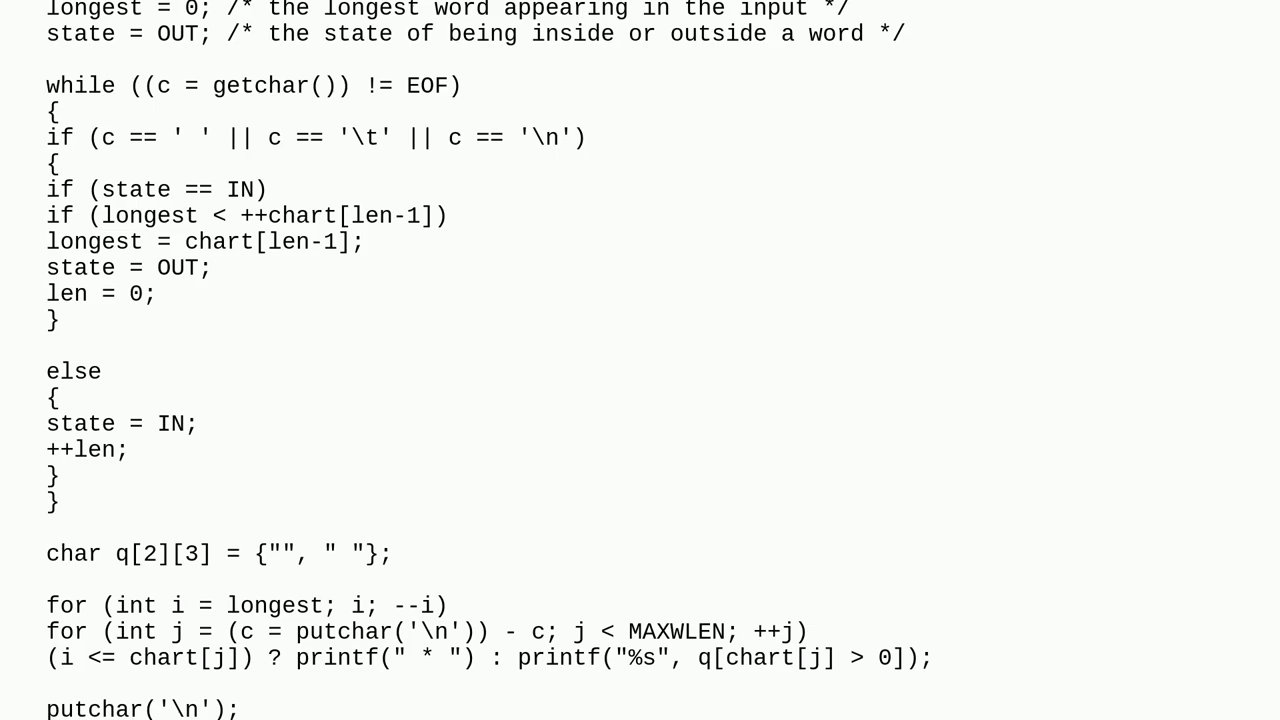 longest = 0; /* the longest word appearing in the input */
state = OUT; /* the state of being inside or outside a word */
while ((c = getchar()) != EOF)
{
if (c == ' ' || c == '\t' || c == '\n')
{
if (state == IN)
if (longest < ++chart[len-1])
longest = chart[len-1];
state = OUT;
len = 0;
}
else
{
state = IN;
++len;
}
}
char q[2][3] = {"", " "};
for (int i = longest; i; --i)
for (int j = (c = putchar('\n')) - c; j < MAXWLEN; ++j)
(i <= chart[j]) ? printf(" * ") : printf("%s", q[chart[j] > 0]);
putchar('\n');